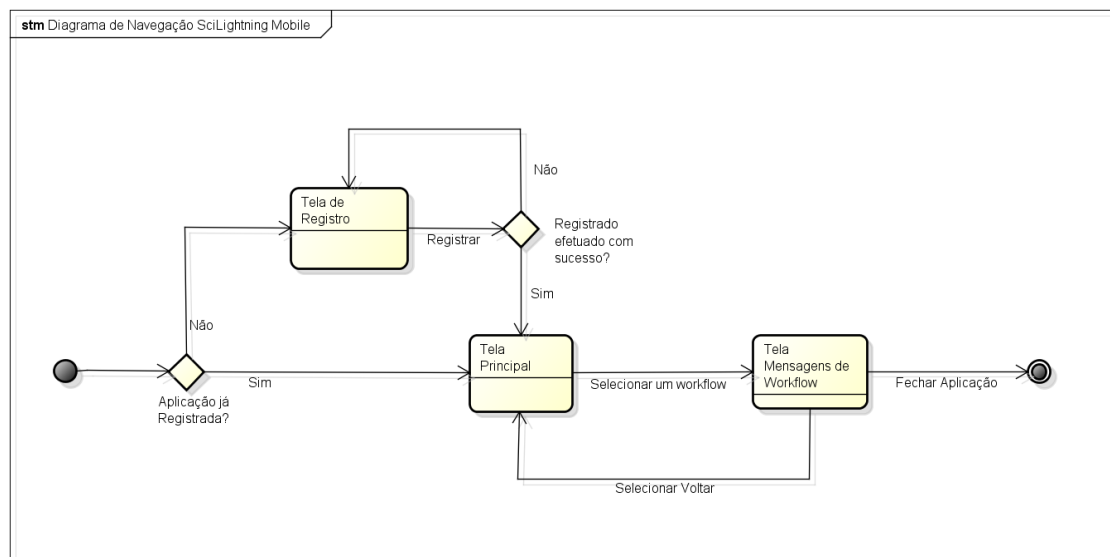 stm Diagrama de Navegação SciLightning Mobile
Não
Tela de
Registro
Registrar
Registrado
efetuado com
sucesso?
Sim
Não
Aplicação já
Registrada?
Sim
Tela
Principal
Selecionar um workflow
Tela
Mensagens de
Workflow
Fechar Aplicação
Selecionar Voltar